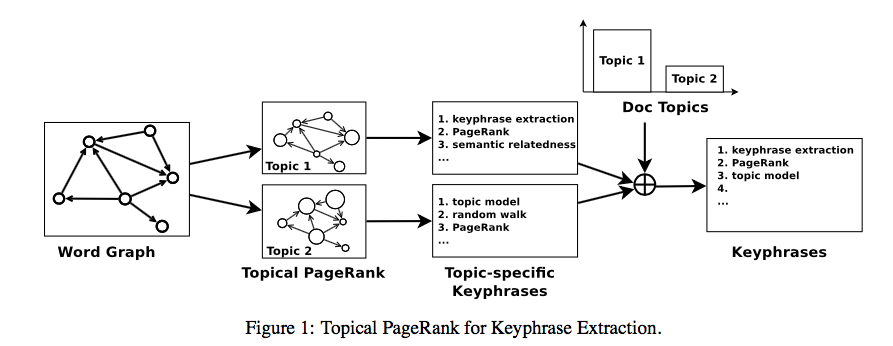 Word Graph
Topic 1
Topic 2
Topical PageRank
1. keyphrase extraction
2. PageRank
3. semantic relatedness
...
1. topic model
2. random walk
3. PageRank
...
Topic-specific
Keyphrases
Topic 1
Topic 2
Doc Topics
1. keyphrase extraction
2. PageRank
3. topic model
4.
...
Keyphrases
Figure 1: Topical PageRank for Keyphrase Extraction.